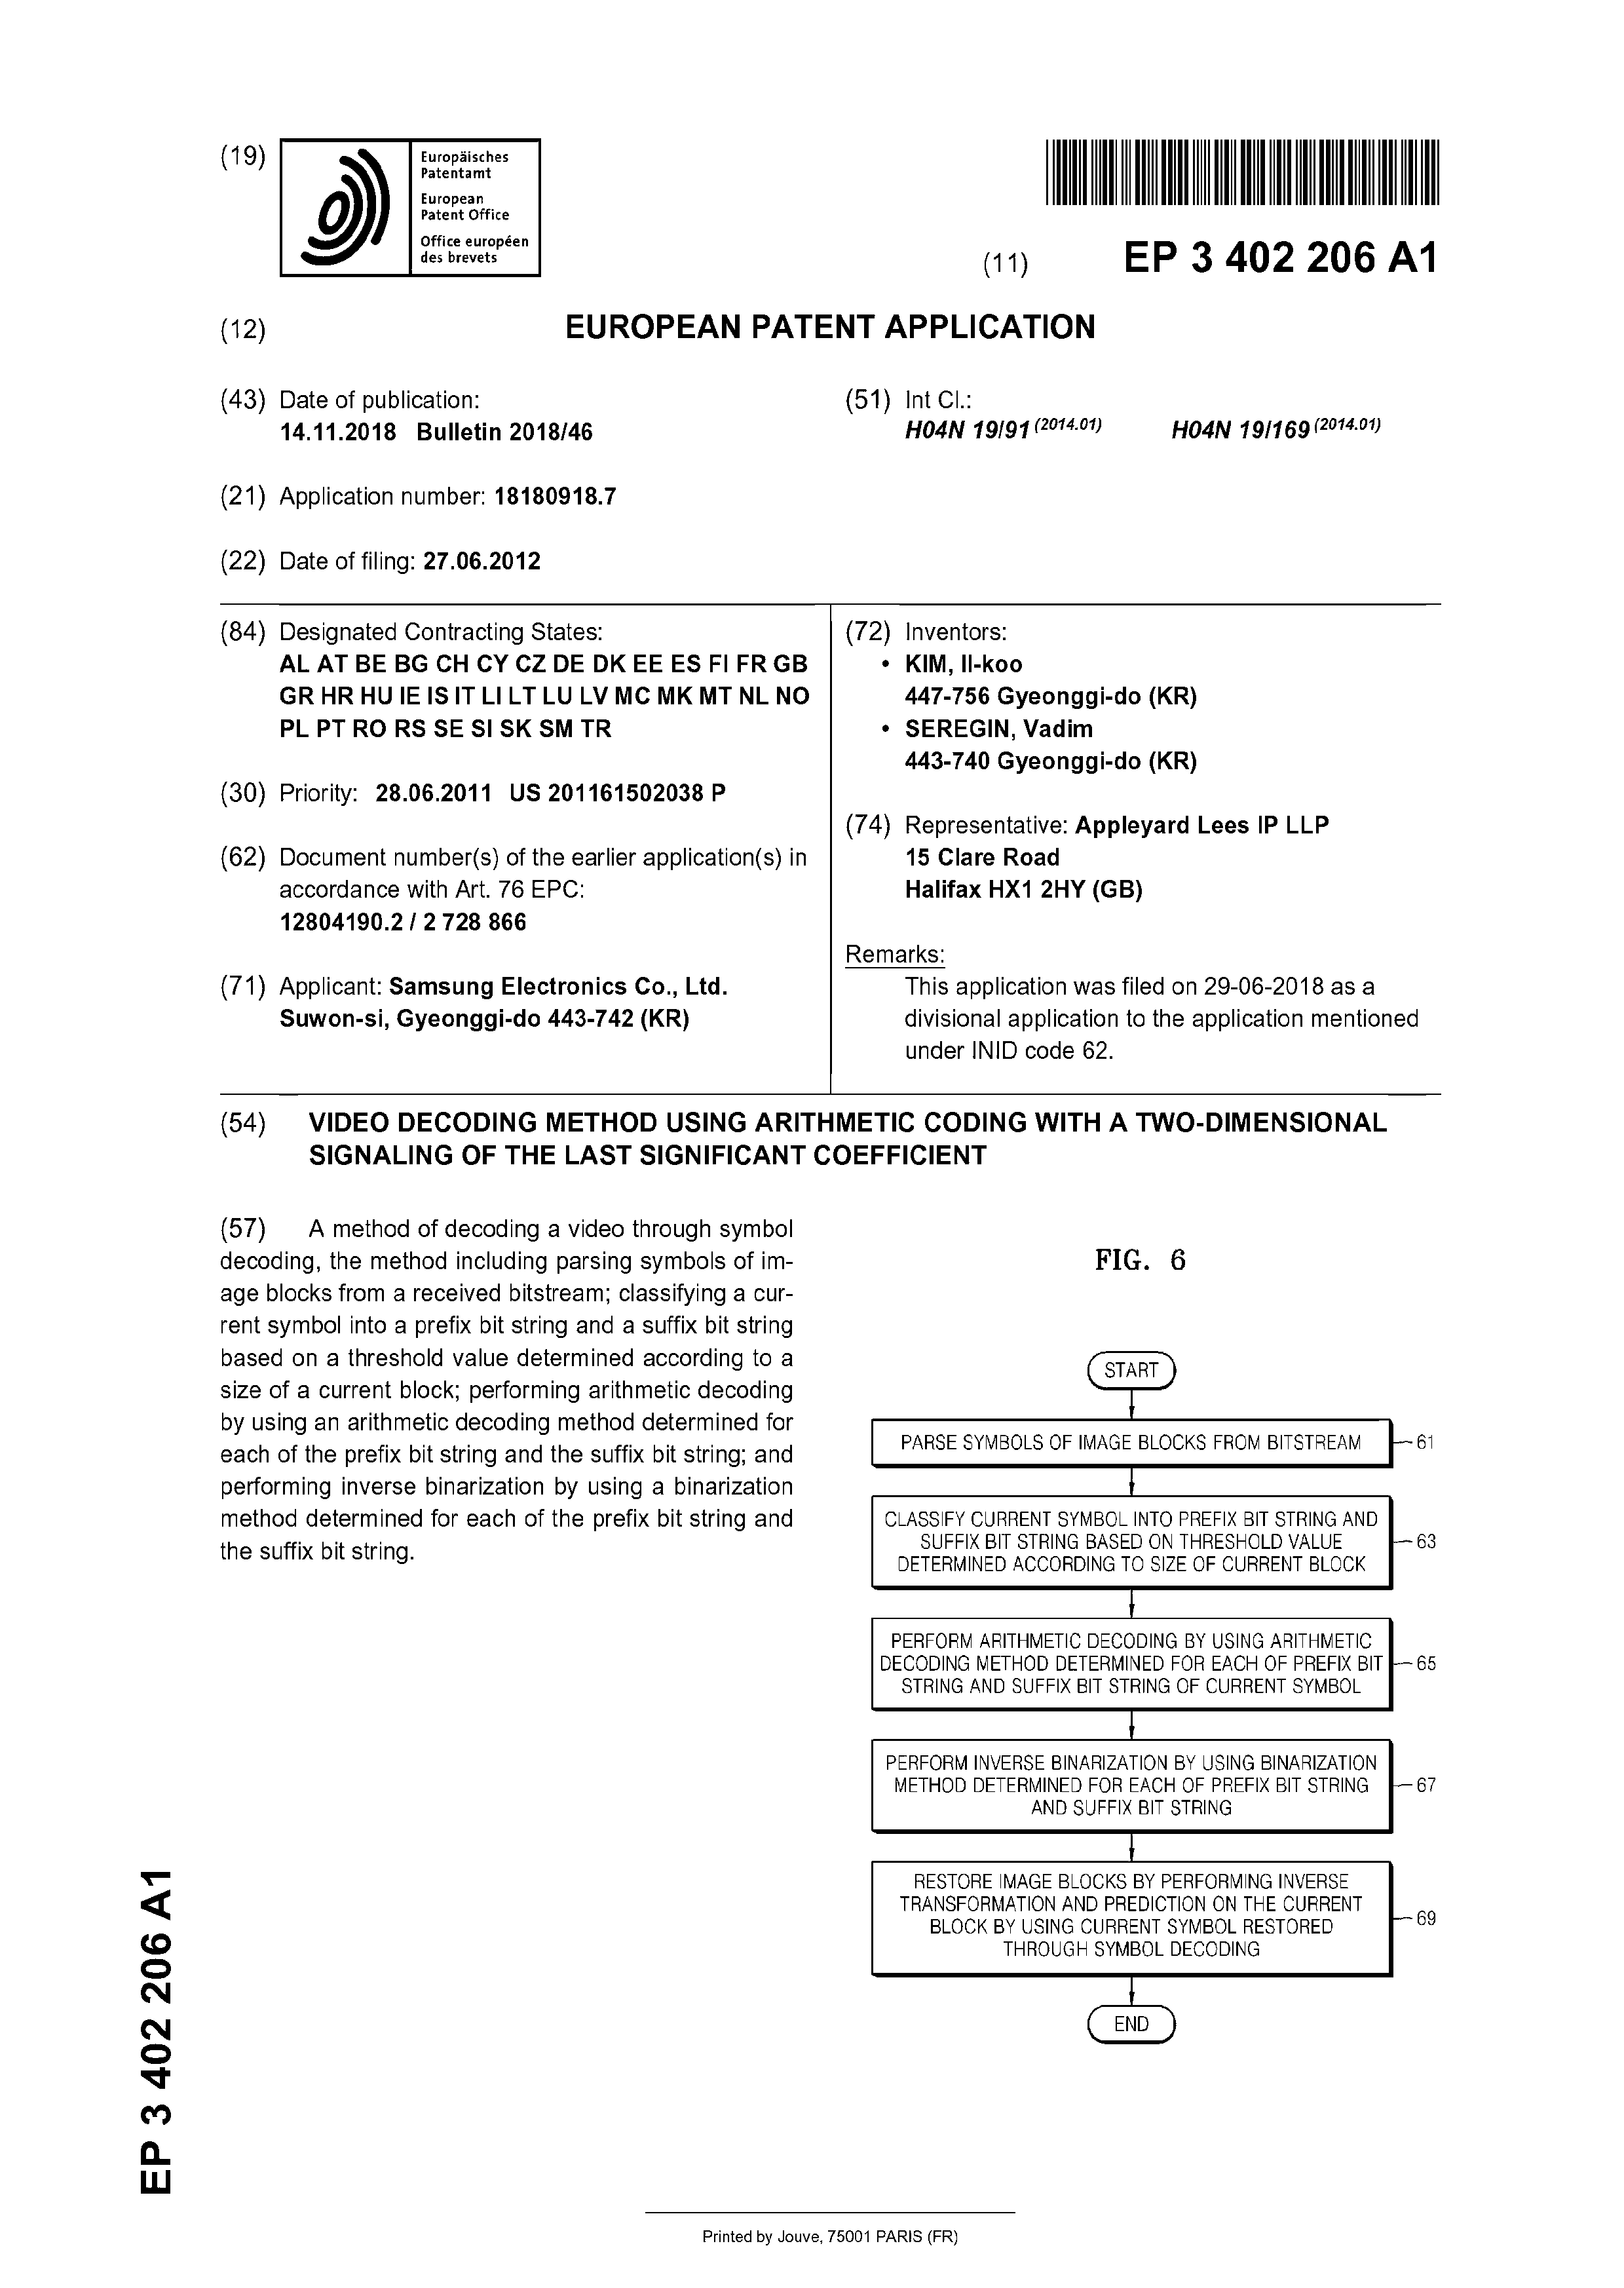 (19)
Europäisches
Patentamt
European
Patent Office
Office européen
des brevets
(11) EP 3 402 206 A1
(12) EUROPEAN PATENT APPLICATION
(43) Date of publication:
14.11.2018 Bulletin 2018/46
(21) Application number: 18180918.7
(22) Date of filing: 27.06.2012
(51) Int Cl.:
H04N 19/91 (2014.01) H04N 19/169 (2014.01)
(84) Designated Contracting States:
AL AT BE BG CH CY CZ DE DK EE ES FI FR GB
GR HR HU IE IS IT LI LT LU LV MC MK MT NL NO
PL PT RO RS SE SI SK SM TR
(30) Priority: 28.06.2011 US 201161502038 P
(62) Document number(s) of the earlier application(s) in
accordance with Art. 76 EPC:
12804190.2 / 2 728 866
(71) Applicant: Samsung Electronics Co., Ltd.
Suwon-si, Gyeonggi-do 443-742 (KR)
(72) Inventors:
• KIM, Il-koo
447-756 Gyeonggi-do (KR)
• SEREGIN, Vadim
443-740 Gyeonggi-do (KR)
(74) Representative: Appleyard Lees IP LLP
15 Clare Road
Halifax HX1 2HY (GB)
Remarks:
This application was filed on 29-06-2018 as a
divisional application to the application mentioned
under INID code 62.
(54) VIDEO DECODING METHOD USING ARITHMETIC CODING WITH A TWO-DIMENSIONAL
SIGNALING OF THE LAST SIGNIFICANT COEFFICIENT
(57) A method of decoding a video through symbol
decoding, the method including parsing symbols of im-
age blocks from a received bitstream; classifying a cur-
rent symbol into a prefix bit string and a suffix bit string
based on a threshold value determined according to a
size of a current block; performing arithmetic decoding
by using an arithmetic decoding method determined for
each of the prefix bit string and the suffix bit string; and
performing inverse binarization by using a binarization
method determined for each of the prefix bit string and
the suffix bit string.
FIG. 6
START
PARSE SYMBOLS OF IMAGE BLOCKS FROM BITSTREAM
61
CLASSIFY CURRENT SYMBOL INTO PREFIX BIT STRING AND
SUFFIX BIT STRING BASED ON THRESHOLD VALUE
DETERMINED ACCORDING TO SIZE OF CURRENT BLOCK
63
PERFORM ARITHMETIC DECODING BY USING ARITHMETIC
DECODING METHOD DETERMINED FOR EACH OF PREFIX BIT
STRING AND SUFFIX BIT STRING OF CURRENT SYMBOL
65
PERFORM INVERSE BINARIZATION BY USING BINARIZATION
METHOD DETERMINED FOR EACH OF PREFIX BIT STRING
AND SUFFIX BIT STRING
67
RESTORE IMAGE BLOCKS BY PERFORMING INVERSE
TRANSFORMATION AND PREDICTION ON THE CURRENT
BLOCK BY USING CURRENT SYMBOL RESTORED
THROUGH SYMBOL DECODING
69
END
EP 3 402 206 A1
Printed by Jouve, 75001 PARIS (FR)